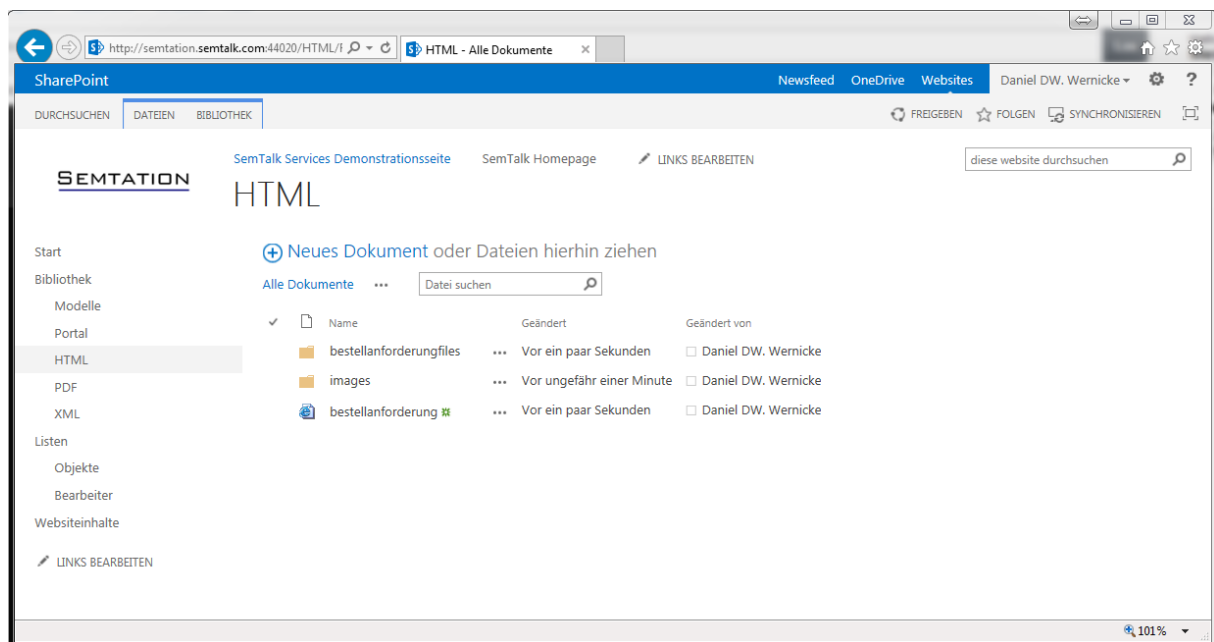 http://semtation.semtalk.com:44020/HTML/F
HTML - Alle Dokumente
SharePoint
Newsfeed OneDrive Websites Daniel DW. Wernicke ?
DURCHSUCHEN DATEIEN BIBLIOTHEK
FREIGEBEN FOLGEN SYNCHRONISIEREN
SEMTATION
SemTalk Services Demonstrationsseite SemTalk Homepage LINKS BEARBEITEN
diese website durchsuchen
HTML
Start
Bibliothek
Modelle
Portal
HTML
PDF
XML
Listen
Objekte
Bearbeiter
Websiteinhalte
LINKS BEARBEITEN
Neues Dokument oder Dateien hierhin ziehen
Alle Dokumente ••• Datei suchen
Name Geändert Geändert von
bestellanforderungfiles ••• Vor ein paar Sekunden Daniel DW. Wernicke
images ••• Vor ungefähr einer Minute Daniel DW. Wernicke
bestellanforderung ••• Vor ein paar Sekunden Daniel DW. Wernicke
101%